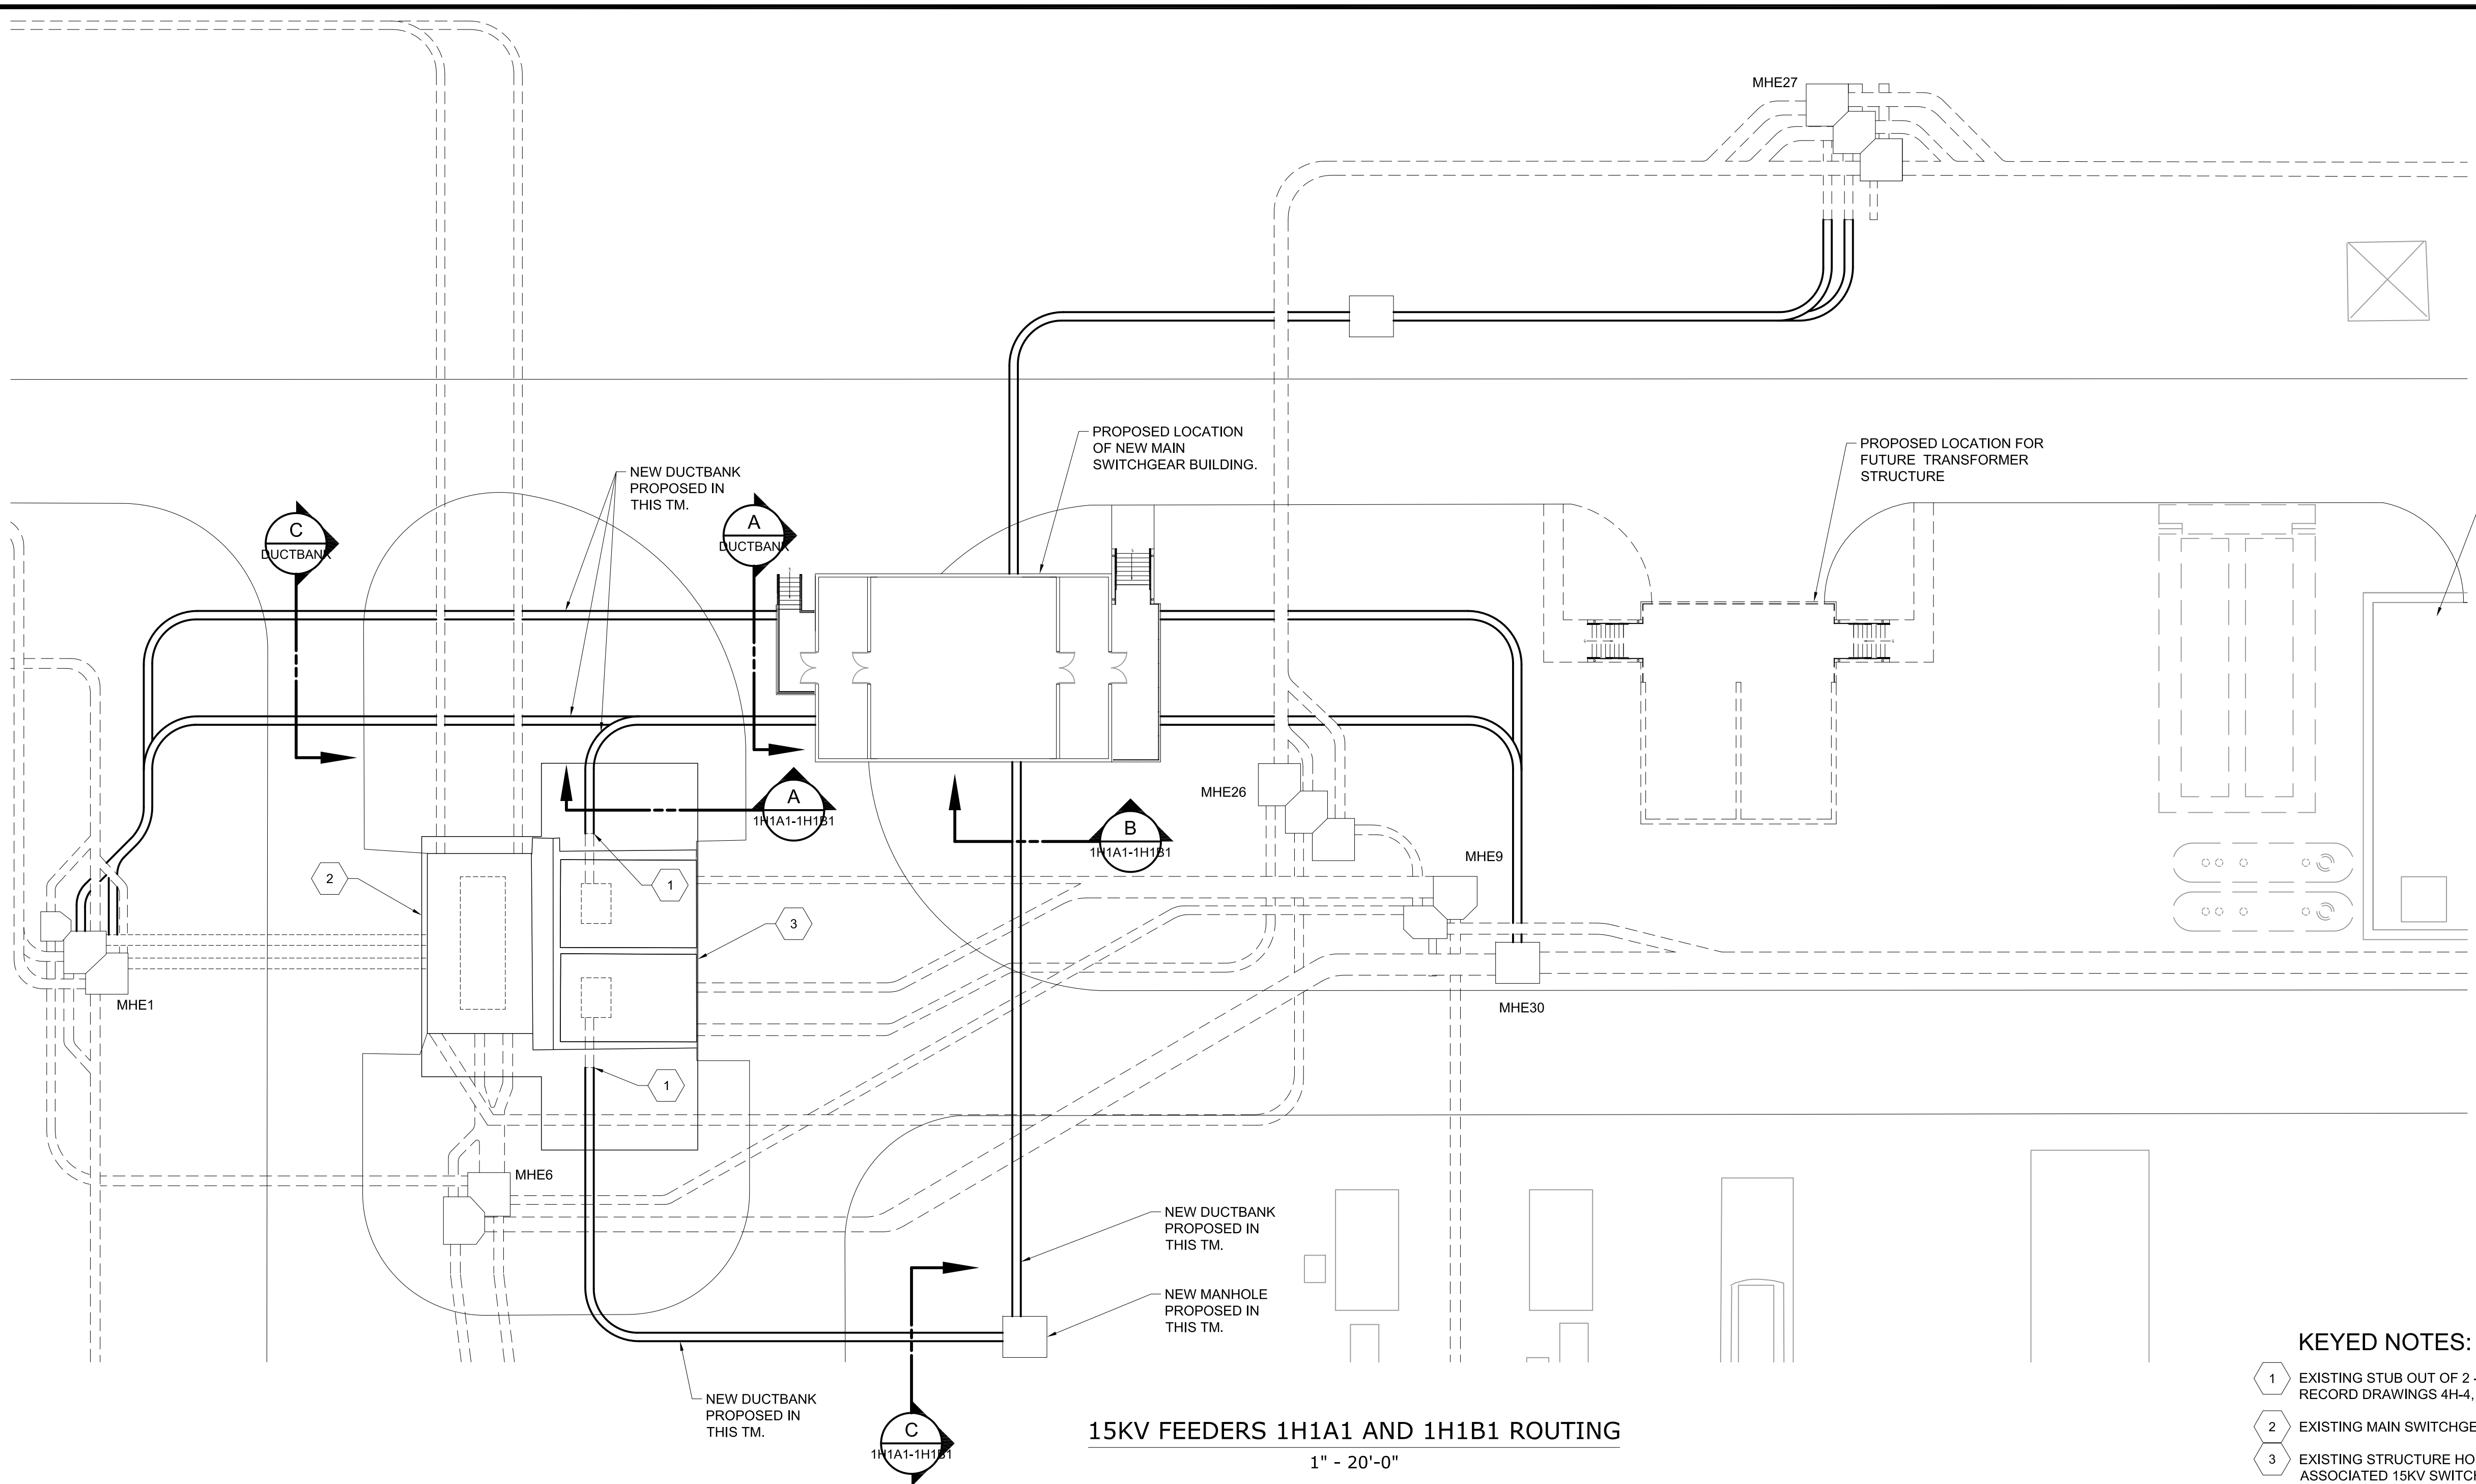 MHE27
PROPOSED LOCATION
OF NEW MAIN
SWITCHGEAR BUILDING.
PROPOSED LOCATION FOR
FUTURE TRANSFORMER
STRUCTURE
NEW DUCTBANK
PROPOSED IN
THIS TM.
C
DUCTBANK
A
DUCTBANK
A
1H1A1-1H1B1
B
1H1A1-1H1B1
MHE26
MHE9
2
1
3
MHE1
MHE30
1
MHE6
NEW DUCTBANK
PROPOSED IN
THIS TM.
NEW MANHOLE
PROPOSED IN
THIS TM.
NEW DUCTBANK
PROPOSED IN
THIS TM.
C
1H1A1-1H1B1
15KV FEEDERS 1H1A1 AND 1H1B1 ROUTING
1" - 20'-0"
KEYED NOTES:
1 EXISTING STUB OUT OF 2 -
RECORD DRAWINGS 4H-4,
2 EXISTING MAIN SWITCHGE
3 EXISTING STRUCTURE HO
ASSOCIATED 15KV SWITC